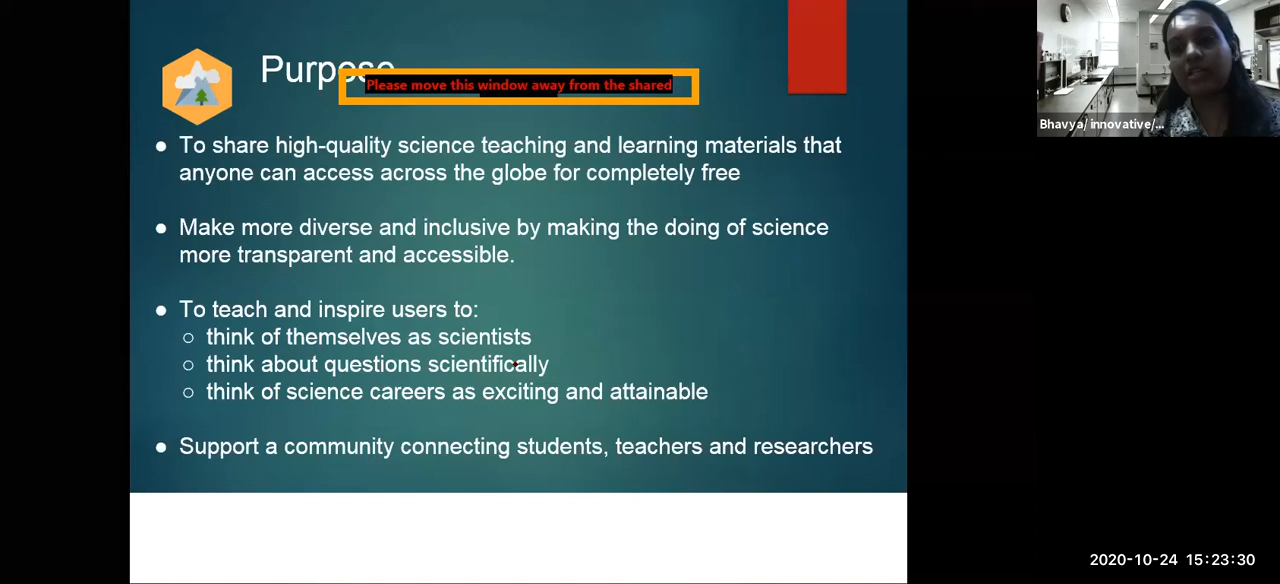 Purpose
Please move this window away from the shared
● To share high-quality science teaching and learning materials that
anyone can access across the globe for completely free
● Make more diverse and inclusive by making the doing of science
more transparent and accessible.
● To teach and inspire users to:
○ think of themselves as scientists
○ think about questions scientifically
○ think of science careers as exciting and attainable
● Support a community connecting students, teachers and researchers
Bhavya/ innovative/...
2020-10-24 15:23:30